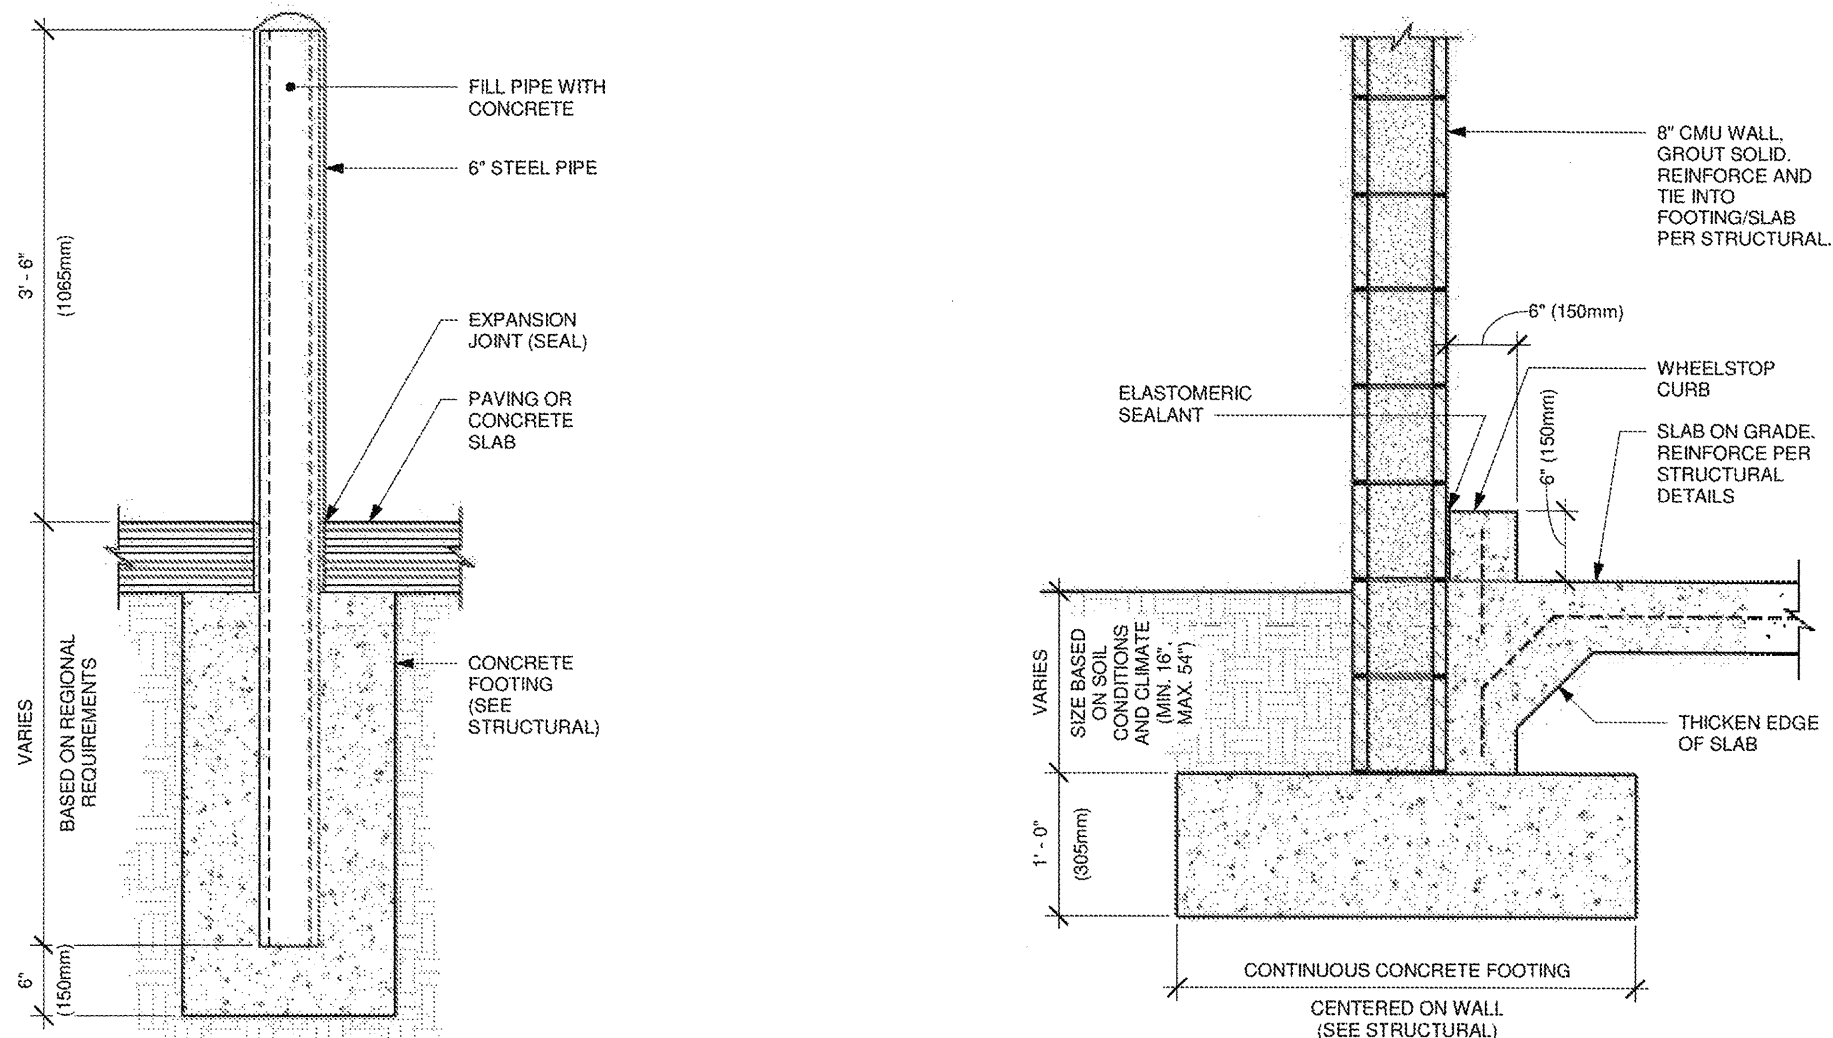 FILL PIPE WITH
CONCRETE
6" STEEL PIPE
3' - 6"
(1065mm)
EXPANSION
JOINT (SEAL)
PAVING OR
CONCRETE
SLAB
CONCRETE
FOOTING
(SEE
STRUCTURAL)
VARIES
BASED ON REGIONAL
REQUIREMENTS
6"
(150mm)
8" CMU WALL,
GROUT SOLID.
REINFORCE AND
TIE INTO
FOOTING/SLAB
PER STRUCTURAL.
6" (150mm)
WHEELSTOP
CURB
ELASTOMERIC
SEALANT
6" (150mm)
SLAB ON GRADE.
REINFORCE PER
STRUCTURAL
DETAILS
VARIES
SIZE BASED
ON SOIL
CONDITIONS
AND CLIMATE
(MIN. 16",
MAX. 54")
THICKEN EDGE
OF SLAB
1' - 0"
(305mm)
CONTINUOUS CONCRETE FOOTING
CENTERED ON WALL
(SEE STRUCTURAL)